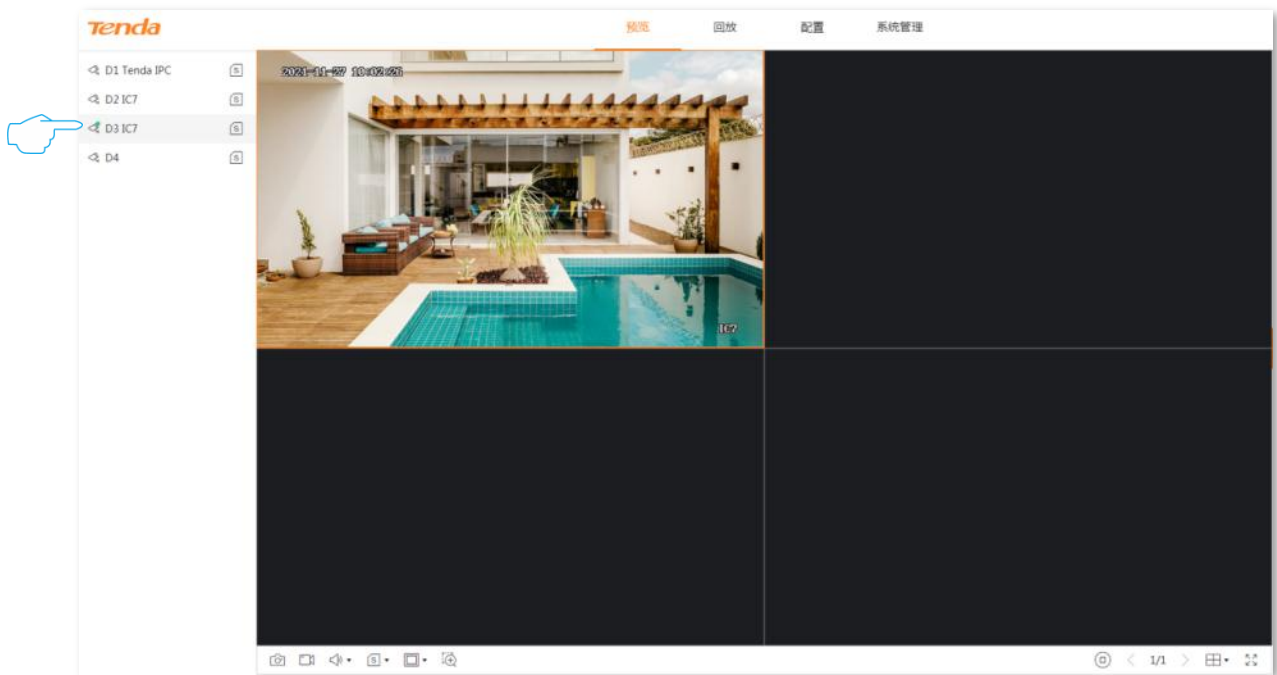 Tenda
预览 回放 配置 系统管理
D1 Tenda IPC S
D2 IC7 S
D3 IC7 S
D4 S
2021-11-27 10:02:26
IC7
S 1/1